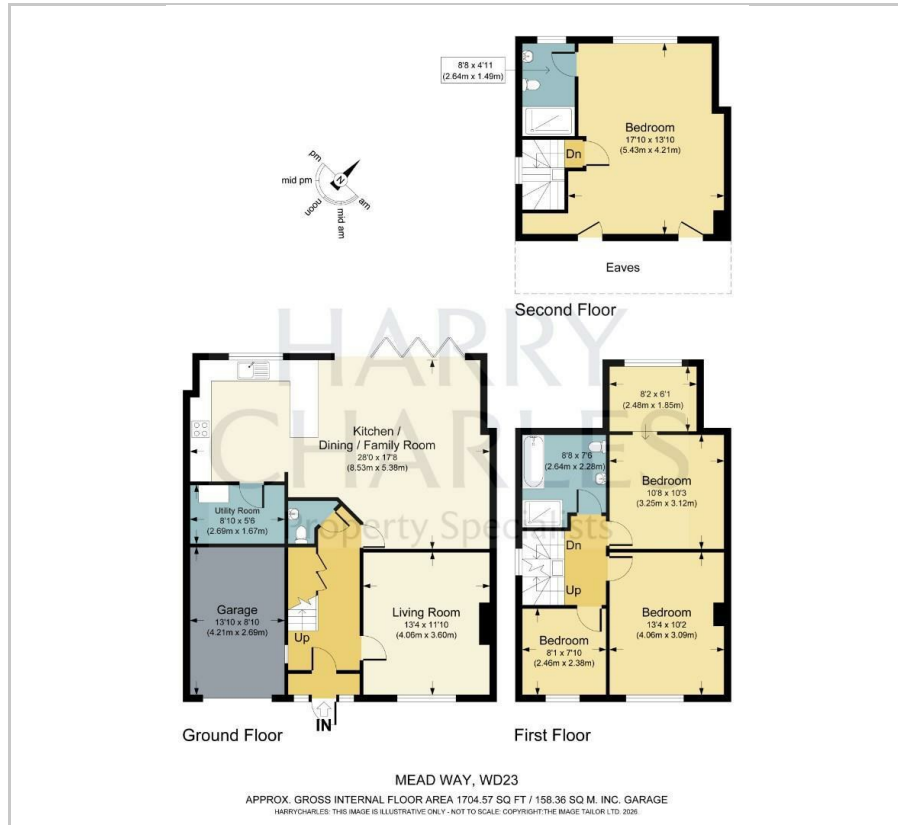 8'8 x 4'11
(2.64m x 1.49m)
Bedroom
17'10 x 13'10
(5.43m x 4.21m)
Dn
Eaves
Second Floor
pm
mid pm
noon
mid am
am
N
HARRY
CHARLES
Property Specialists
Kitchen /
Dining / Family Room
28'0 x 17'8
(8.53m x 5.38m)
Utility Room
8'10 x 5'6
(2.69m x 1.67m)
Garage
13'10 x 8'10
(4.21m x 2.69m)
Up
Living Room
13'4 x 11'10
(4.06m x 3.60m)
IN
Ground Floor
8'2 x 6'1
(2.48m x 1.85m)
8'8 x 7'6
(2.64m x 2.28m)
Bedroom
10'8 x 10'3
(3.25m x 3.12m)
Dn
Up
Bedroom
13'4 x 10'2
(4.06m x 3.09m)
Bedroom
8'1 x 7'10
(2.46m x 2.38m)
First Floor
MEAD WAY, WD23
APPROX. GROSS INTERNAL FLOOR AREA 1704.57 SQ FT / 158.36 SQ M. INC. GARAGE
HARRYCHARLES: THIS IMAGE IS ILLUSTRATIVE ONLY - NOT TO SCALE: COPYRIGHT:THE IMAGE TAILOR LTD. 2026.